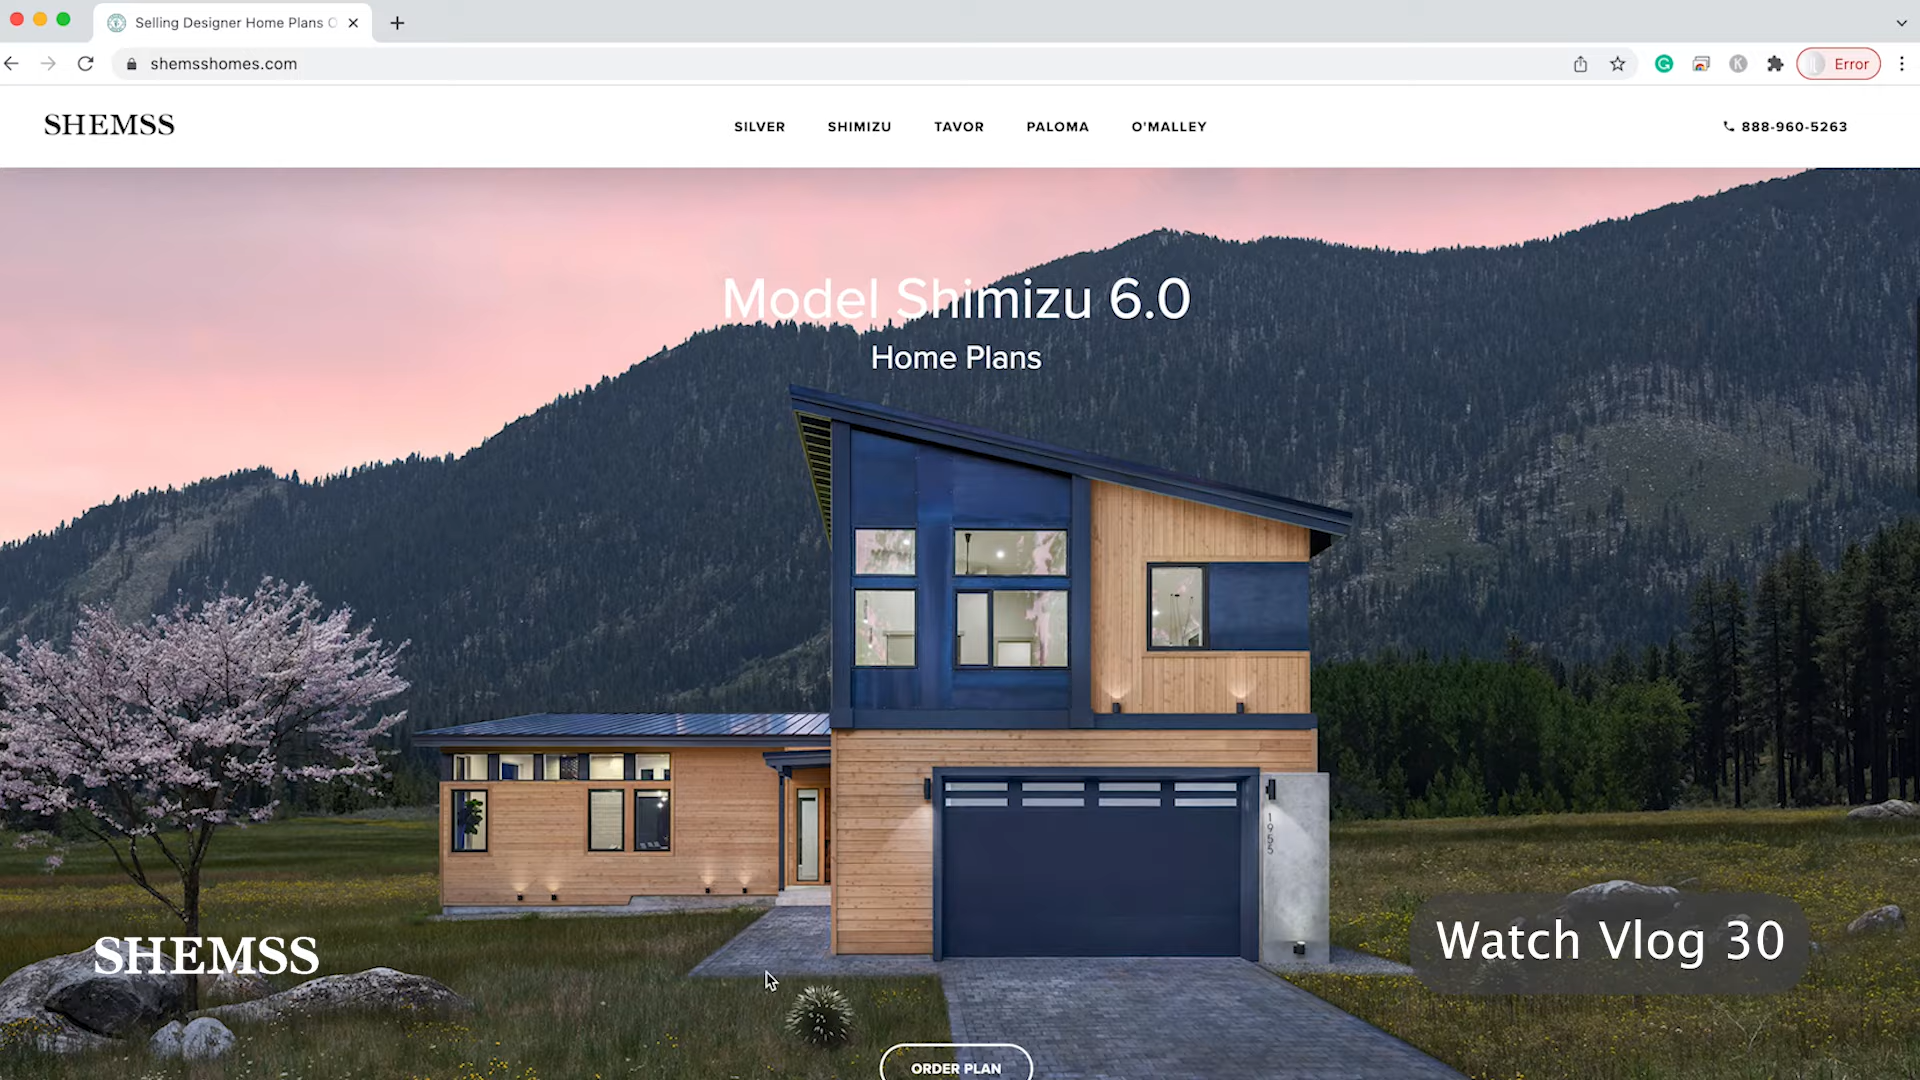 Selling Designer Home Plans O
shemsshomes.com
Error
SHEMSS
SILVER
SHIMIZU
TAVOR
PALOMA
O'MALLEY
888-960-5263
Model Shimizu 6.0
Home Plans
1955
SHEMSS
Watch Vlog 30
ORDER PLAN